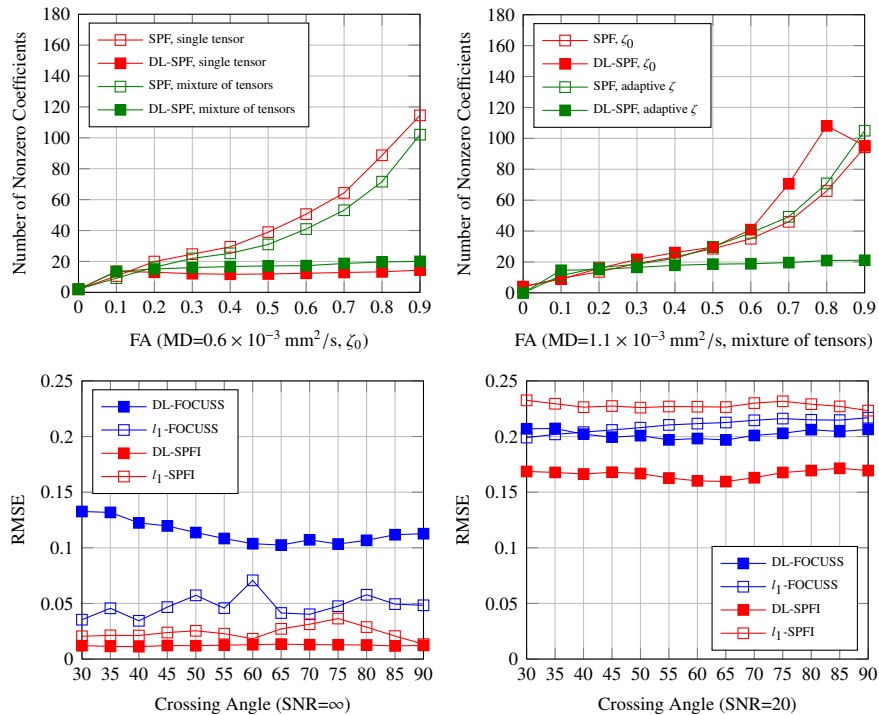 180
160
140
120
100
80
60
40
20
0
Number of Nonzero Coefficients
SPF, single tensor
DL-SPF, single tensor
SPF, mixture of tensors
DL-SPF, mixture of tensors
0 0.1 0.2 0.3 0.4 0.5 0.6 0.7 0.8 0.9
FA (MD=0.6 × 10⁻³ mm²/s, ζ₀)
180
160
140
120
100
80
60
40
20
0
Number of Nonzero Coefficients
SPF, ζ₀
DL-SPF, ζ₀
SPF, adaptive ζ
DL-SPF, adaptive ζ
0 0.1 0.2 0.3 0.4 0.5 0.6 0.7 0.8 0.9
FA (MD=1.1 × 10⁻³ mm²/s, mixture of tensors)
0.25
0.2
0.15
0.1
0.05
0
RMSE
DL-FOCUSS
l₁-FOCUSS
DL-SPFI
l₁-SPFI
30 35 40 45 50 55 60 65 70 75 80 85 90
Crossing Angle (SNR=∞)
0.25
0.2
0.15
0.1
0.05
0
RMSE
DL-FOCUSS
l₁-FOCUSS
DL-SPFI
l₁-SPFI
30 35 40 45 50 55 60 65 70 75 80 85 90
Crossing Angle (SNR=20)